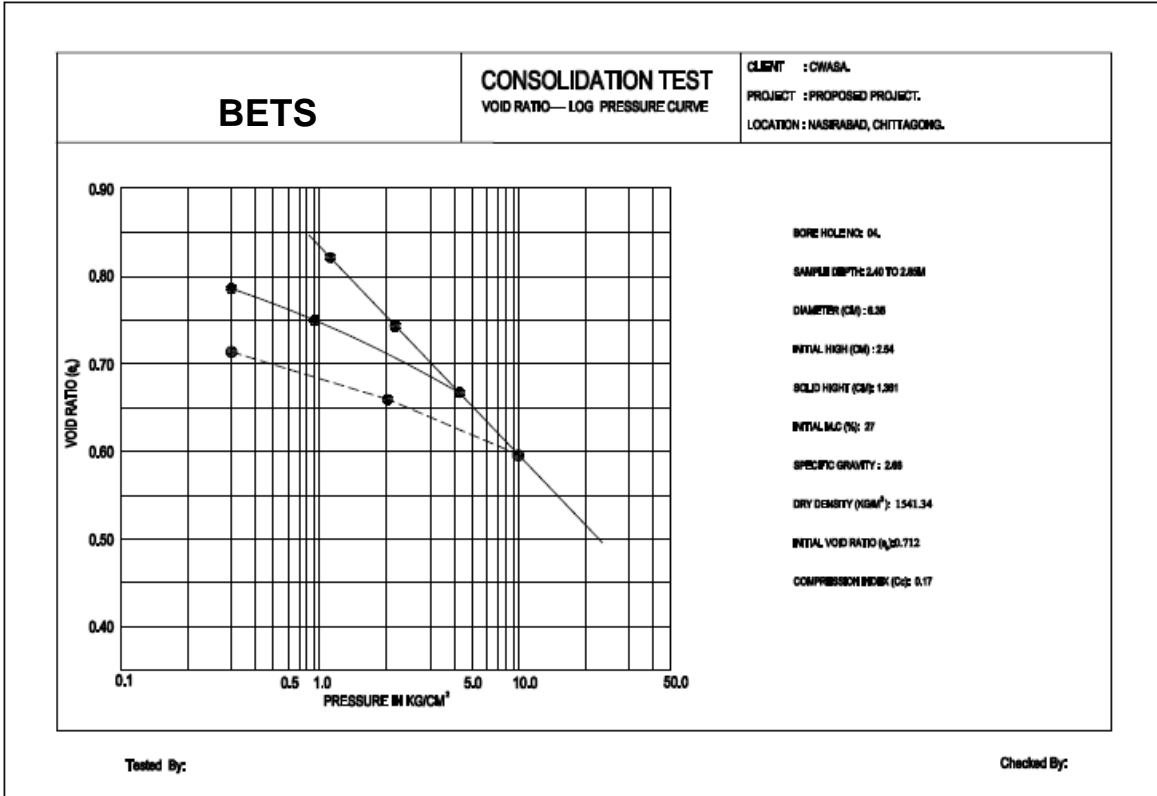 BETS
CONSOLIDATION TEST
VOID RATIO— LOG PRESSURE CURVE
CLIENT : CWASA.
PROJECT : PROPOSED PROJECT.
LOCATION : NASIRABAD, CHITTAGONG.
0.90
0.80
0.70
0.60
0.50
0.40
VOID RATIO (e₀)
0.1 0.5 1.0 5.0 10.0 50.0
PRESSURE IN KG/CM²
BORE HOLE NO: 04.
SAMPLE DEPTH: 2.40 TO 2.85M
DIAMETER (CM) : 6.35
INITIAL HIGH (CM) : 2.54
SOLID HIGHT (CM): 1.381
INITIAL M.C (%): 27
SPECIFIC GRAVITY :
DRY DENSITY (KG/M³): 1541.34
INITIAL VOID RATIO (e₀):0.712
COMPRESSION INDEX (Cc): 0.17
Tested By:
Checked By: